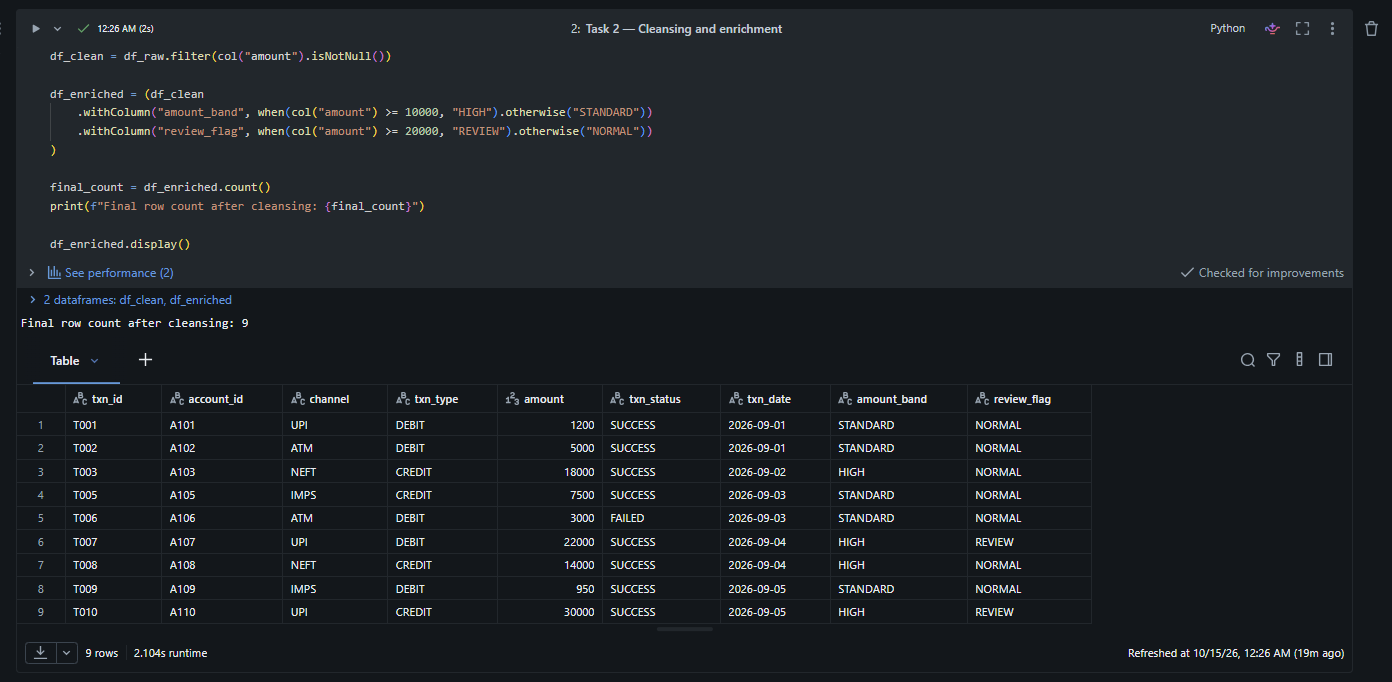 12:26 AM (2s)
2: Task 2 — Cleansing and enrichment
Python
df_clean = df_raw.filter(col("amount").isNotNull())
df_enriched = (df_clean
.withColumn("amount_band", when(col("amount") >= 10000, "HIGH").otherwise("STANDARD"))
.withColumn("review_flag", when(col("amount") >= 20000, "REVIEW").otherwise("NORMAL"))
)
final_count = df_enriched.count()
print(f"Final row count after cleansing: {final_count}")
df_enriched.display()
See performance (2)
Checked for improvements
2 dataframes: df_clean, df_enriched
Final row count after cleansing: 9
Table
txn_id account_id channel txn_type amount txn_status txn_date amount_band review_flag
1 T001 A101 UPI DEBIT 1200 SUCCESS 2026-09-01 STANDARD NORMAL
2 T002 A102 ATM DEBIT 5000 SUCCESS 2026-09-01 STANDARD NORMAL
3 T003 A103 NEFT CREDIT 18000 SUCCESS 2026-09-02 HIGH NORMAL
4 T005 A105 IMPS CREDIT 7500 SUCCESS 2026-09-03 STANDARD NORMAL
5 T006 A106 ATM DEBIT 3000 FAILED 2026-09-03 STANDARD NORMAL
6 T007 A107 UPI DEBIT 22000 SUCCESS 2026-09-04 HIGH REVIEW
7 T008 A108 NEFT CREDIT 14000 SUCCESS 2026-09-04 HIGH NORMAL
8 T009 A109 IMPS DEBIT 950 SUCCESS 2026-09-05 STANDARD NORMAL
9 T010 A110 UPI CREDIT 30000 SUCCESS 2026-09-05 HIGH REVIEW
9 rows 2.104s runtime
Refreshed at 10/15/26, 12:26 AM (19m ago)